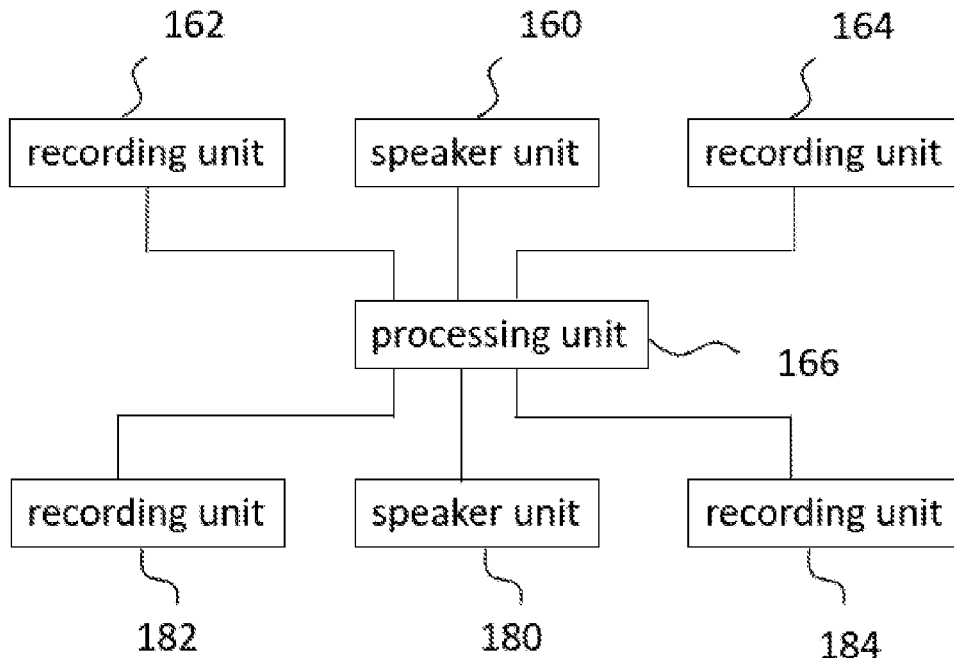 162 160 164
recording unit speaker unit recording unit
processing unit
166
recording unit speaker unit recording unit
182 180 184